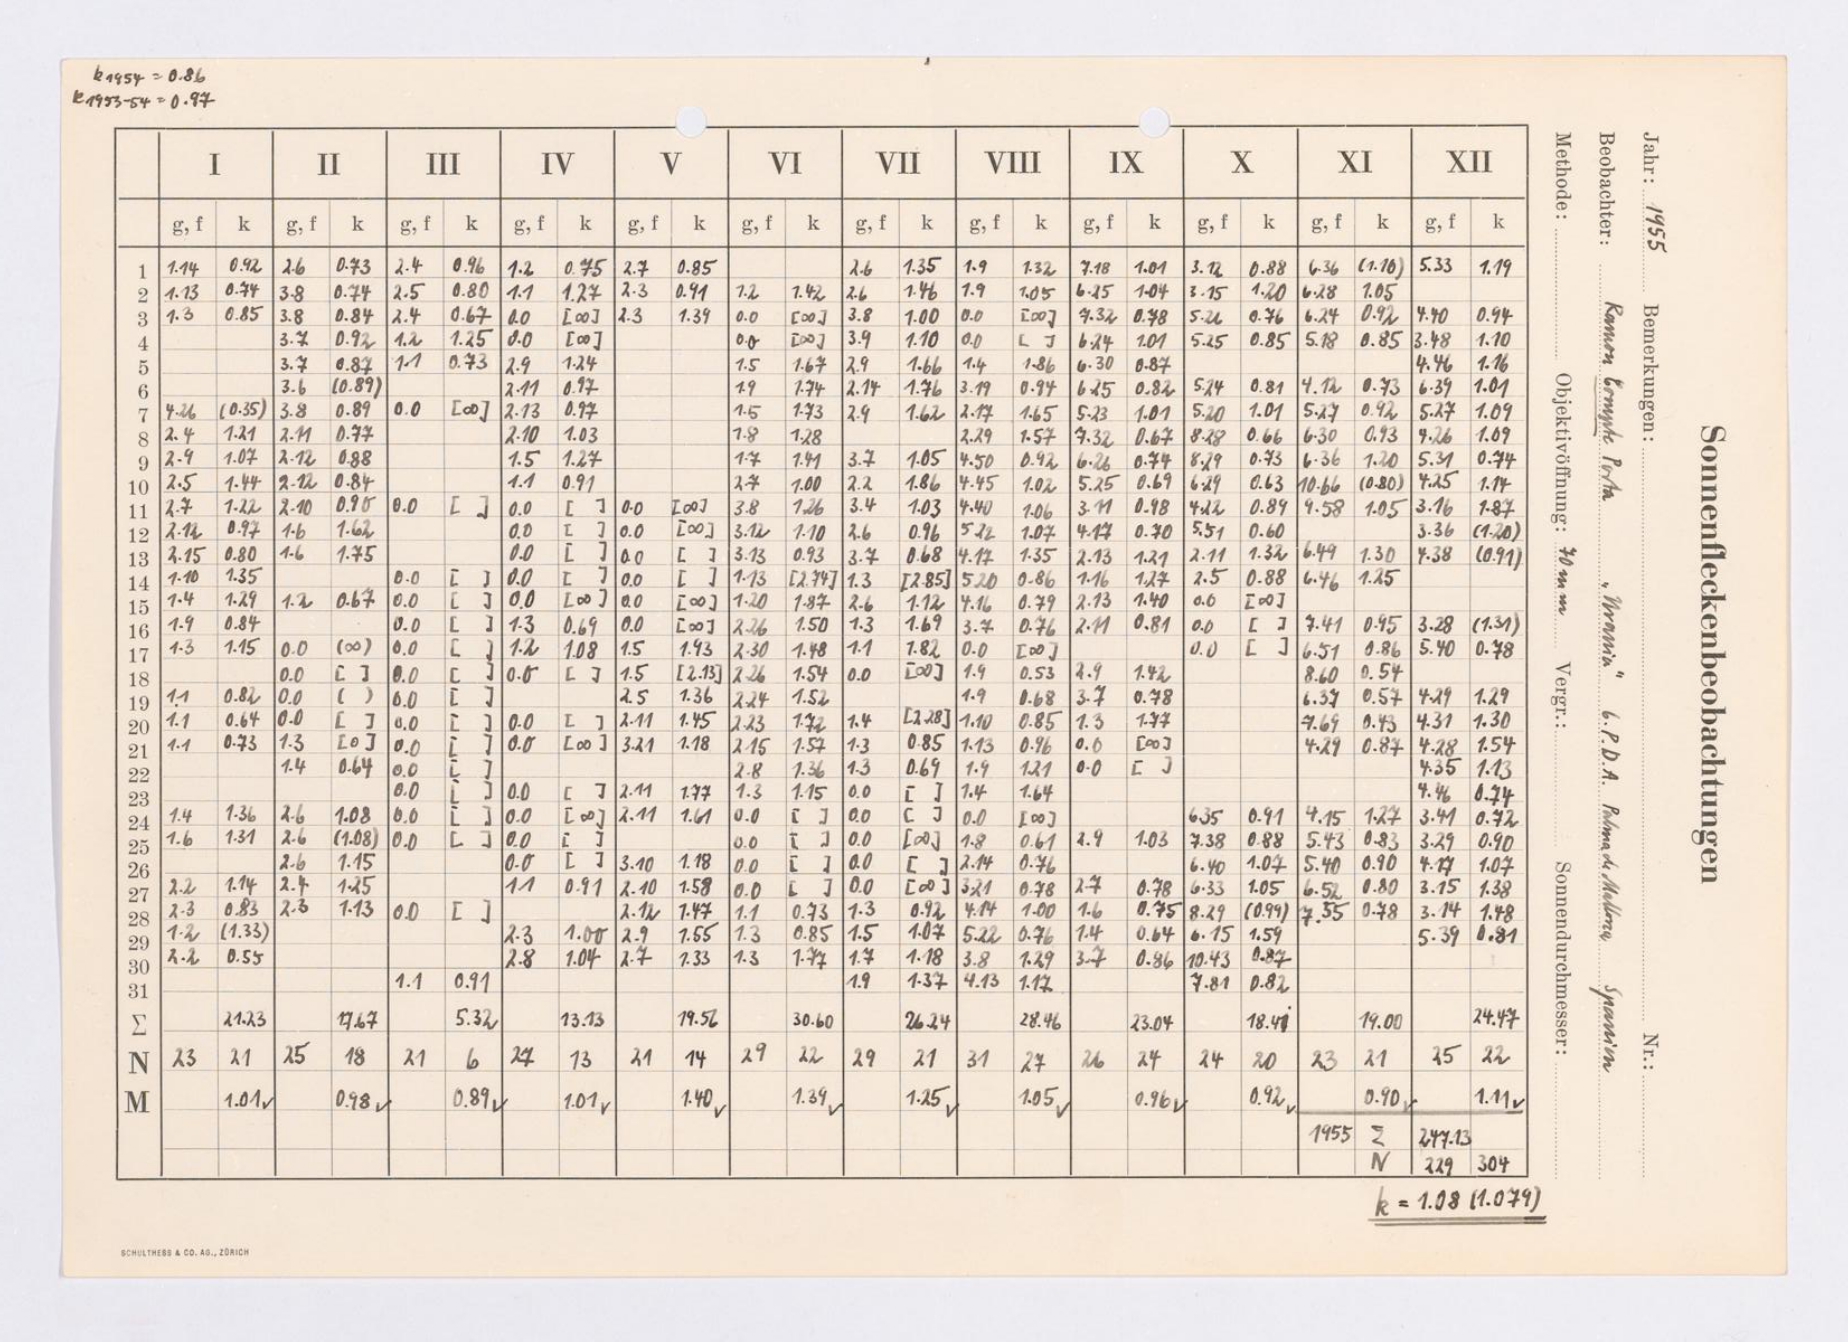 k 1954 = 0.86
k 1953-54 = 0.97
Sonnenfleckenbeobachtungen
Jahr: 1955 Bemerkungen: Nr.:
Beobachter: Ramon Compte Porta "Urania" 6.P.D.A. Palma de Mallorca Spanien
Methode: Objektivöffnung: 70 mm Vergr.: Sonnendurchmesser:
I II III IV V VI VII VIII IX X XI XII
g, f k g, f k g, f k g, f k g, f k g, f k g, f k g, f k g, f k g, f k g, f k g, f k
1 1.14 0.92 2.6 0.73 2.4 0.96 1.2 0.75 2.7 0.85 2.6 1.35 1.9 1.32 7.18 1.01 3.12 0.88 6.36 (1.10) 5.33 1.19
2 1.13 0.74 3.8 0.74 2.5 0.80 1.1 1.27 2.3 0.91 1.2 1.42 2.6 1.46 1.9 1.05 6.25 1.04 3.15 1.20 6.28 1.05
3 1.3 0.85 3.8 0.84 2.4 0.67 0.0 [∞] 2.3 1.39 0.0 [∞] 3.8 1.00 0.0 [∞] 7.32 0.78 5.26 0.76 6.24 0.92 4.40 0.94
4 3.7 0.92 1.2 1.25 0.0 [∞] 0.0 [∞] 3.9 1.10 0.0 [ ] 6.24 1.01 5.25 0.85 5.18 0.85 3.48 1.10
5 3.7 0.87 1.1 0.73 2.9 1.24 1.5 1.67 2.9 1.66 1.4 1.86 6.30 0.87 4.46 1.16
6 3.6 (0.89) 2.11 0.97 1.9 1.74 2.14 1.76 3.19 0.94 6.25 0.82 5.24 0.81 4.12 0.73 6.39 1.01
7 4.26 (0.35) 3.8 0.89 0.0 [∞] 2.13 0.97 1.5 1.73 2.9 1.62 2.17 1.65 5.23 1.01 5.20 1.01 5.27 0.92 5.27 1.09
8 2.4 1.21 2.11 0.77 2.10 1.03 1.8 1.28 2.29 1.57 7.32 0.67 8.28 0.66 6.30 0.93 4.26 1.09
9 2.9 1.07 2.12 0.88 1.5 1.27 1.7 1.41 3.7 1.05 4.50 0.92 6.26 0.74 8.29 0.73 6.36 1.20 5.31 0.74
10 2.5 1.44 2.12 0.84 1.1 0.91 2.7 1.00 2.2 1.86 4.45 1.02 5.25 0.69 6.29 0.63 10.66 (0.80) 4.25 1.14
11 2.7 1.22 2.10 0.95 0.0 [ ] 0.0 [ ] 0.0 [∞] 3.8 1.26 3.4 1.03 4.40 1.06 3.11 0.98 4.22 0.89 9.58 1.05 3.16 1.87
12 2.12 0.97 1.6 1.62 0.0 [ ] 0.0 [∞] 3.12 1.10 2.6 0.96 5.22 1.07 4.17 0.70 5.51 0.60 3.36 (1.20)
13 2.15 0.80 1.6 1.75 0.0 [ ] 0.0 [ ] 3.13 0.93 3.7 0.68 4.17 1.35 2.13 1.21 2.11 1.32 6.49 1.30 4.38 (0.91)
14 1.10 1.35 0.0 [ ] 0.0 [ ] 0.0 [ ] 1.13 [2.74] 1.3 [2.85] 5.20 0.86 1.16 1.27 2.5 0.88 6.46 1.25
15 1.4 1.29 1.2 0.67 0.0 [ ] 0.0 [∞] 0.0 [∞] 1.20 1.87 2.6 1.12 4.16 0.79 2.13 1.40 0.0 [∞]
16 1.9 0.84 0.0 [ ] 1.3 0.69 0.0 [∞] 2.26 1.50 1.3 1.69 3.7 0.76 2.11 0.81 0.0 [ ] 7.41 0.95 3.28 (1.31)
17 1.3 1.15 0.0 (∞) 0.0 [ ] 1.2 1.08 1.5 1.93 2.30 1.48 1.1 1.82 0.0 [∞] 0.0 [ ] 6.51 0.86 5.40 0.78
18 0.0 [ ] 0.0 [ ] 0.0 [ ] 1.5 [2.13] 2.26 1.54 0.0 [∞] 1.9 0.53 2.9 1.42 8.60 0.54
19 1.1 0.82 0.0 ( ) 0.0 [ ] 2.5 1.36 2.24 1.52 1.9 0.68 3.7 0.78 6.37 0.57 4.29 1.29
20 1.1 0.64 0.0 [ ] 0.0 [ ] 0.0 [ ] 2.11 1.45 2.23 1.72 1.4 [2.28] 1.10 0.85 1.3 1.77 7.69 0.43 4.31 1.30
21 1.1 0.73 1.3 [0] 0.0 [ ] 0.0 [∞] 3.21 1.18 2.15 1.57 1.3 0.85 1.13 0.96 0.0 [∞] 4.29 0.87 4.28 1.54
22 1.4 0.64 0.0 [ ] 2.8 1.36 1.3 0.69 1.9 1.21 0.0 [ ] 4.35 1.13
23 0.0 [ ] 0.0 [ ] 2.11 1.77 1.3 1.15 0.0 [ ] 1.4 1.64 4.46 0.74
24 1.4 1.36 2.6 1.08 0.0 [ ] 0.0 [∞] 2.11 1.61 0.0 [ ] 0.0 [ ] 0.0 [∞] 6.35 0.91 4.15 1.27 3.41 0.72
25 1.6 1.31 2.6 (1.08) 0.0 [ ] 0.0 [ ] 0.0 [ ] 0.0 [∞] 1.8 0.61 2.9 1.03 7.38 0.88 5.43 0.83 3.29 0.90
26 2.6 1.15 0.0 [ ] 3.10 1.18 0.0 [ ] 0.0 [ ] 2.14 0.76 6.40 1.07 5.40 0.90 4.17 1.07
27 2.2 1.14 2.4 1.25 1.1 0.91 2.10 1.58 0.0 [ ] 0.0 [∞] 3.21 0.78 2.7 0.78 6.33 1.05 6.52 0.80 3.15 1.38
28 2.3 0.83 2.3 1.13 0.0 [ ] 2.12 1.47 1.1 0.73 1.3 0.92 4.14 1.00 1.6 0.75 8.29 (0.99) 7.55 0.78 3.14 1.48
29 1.2 (1.33) 2.3 1.00 2.9 1.55 1.3 0.85 1.5 1.07 5.22 0.76 1.4 0.64 6.15 1.59 5.39 0.81
30 2.2 0.55 2.8 1.04 2.7 1.33 1.3 1.77 1.7 1.18 3.8 1.29 3.7 0.86 10.43 0.87
31 1.1 0.91 1.9 1.37 4.13 1.17 7.81 0.82
Σ 21.23 17.67 5.32 13.13 19.56 30.60 26.24 28.46 23.04 18.41 19.00 24.47
N 23 21 25 18 21 6 27 13 21 14 29 22 29 21 31 27 26 24 24 20 23 21 25 22
M 1.01✓ 0.98✓ 0.89✓ 1.01✓ 1.40✓ 1.39✓ 1.25✓ 1.05✓ 0.96✓ 0.92✓ 0.90✓ 1.11✓
1955 Σ 247.13
N 229 304
k = 1.08 (1.079)
SCHULTHESS & CO. AG., ZÜRICH